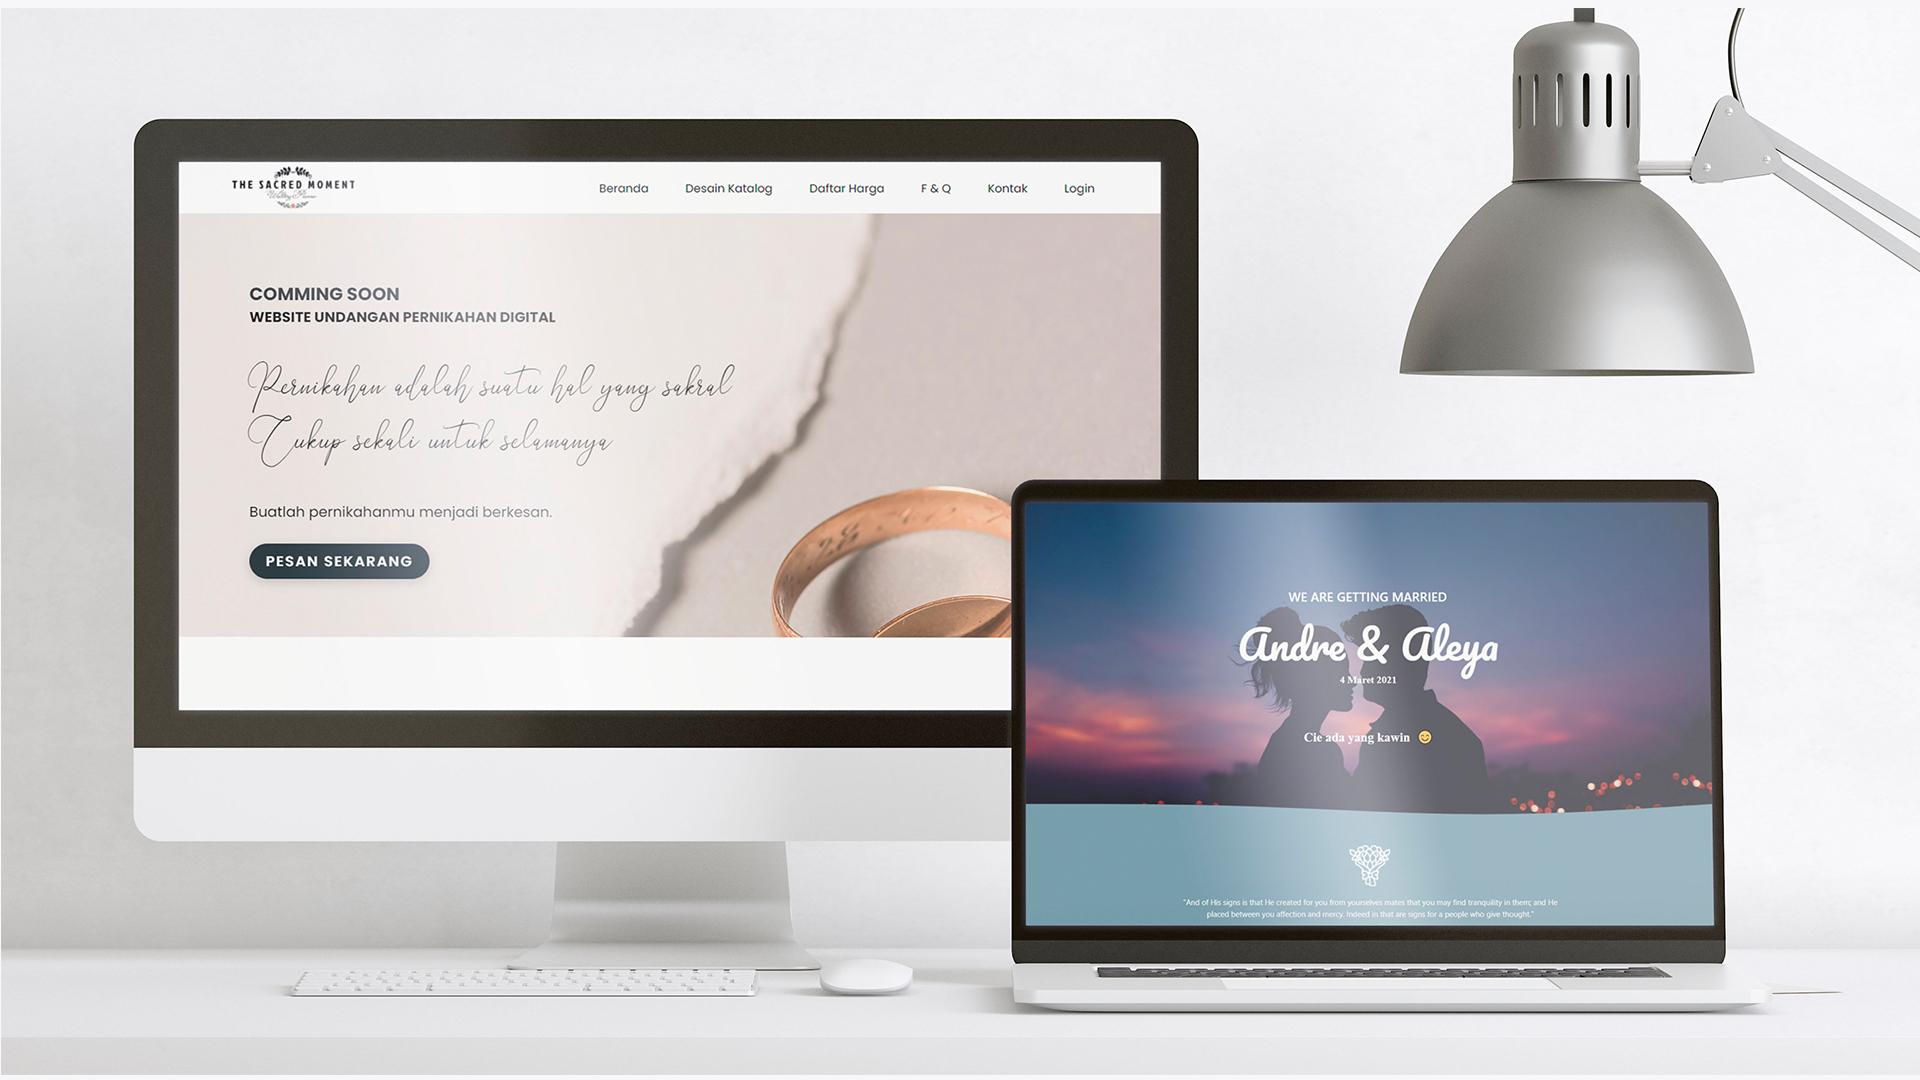 THE SACRED MOMENT
Wedding Planner
Beranda
Desain Katalog
Daftar Harga
F & Q
Kontak
Login
COMMING SOON
WEBSITE UNDANGAN PERNIKAHAN DIGITAL
Pernikahan adalah suatu hal yang sakral
Cukup sekali untuk selamanya
Buatlah pernikahanmu menjadi berkesan.
PESAN SEKARANG
WE ARE GETTING MARRIED
Andre & Aleya
4 Maret 2021
Cie ada yang kawin 😊
"And of His signs is that He created for you from yourselves mates that you may find tranquility in them; and He
placed between you affection and mercy. Indeed in that are signs for a people who give thought."